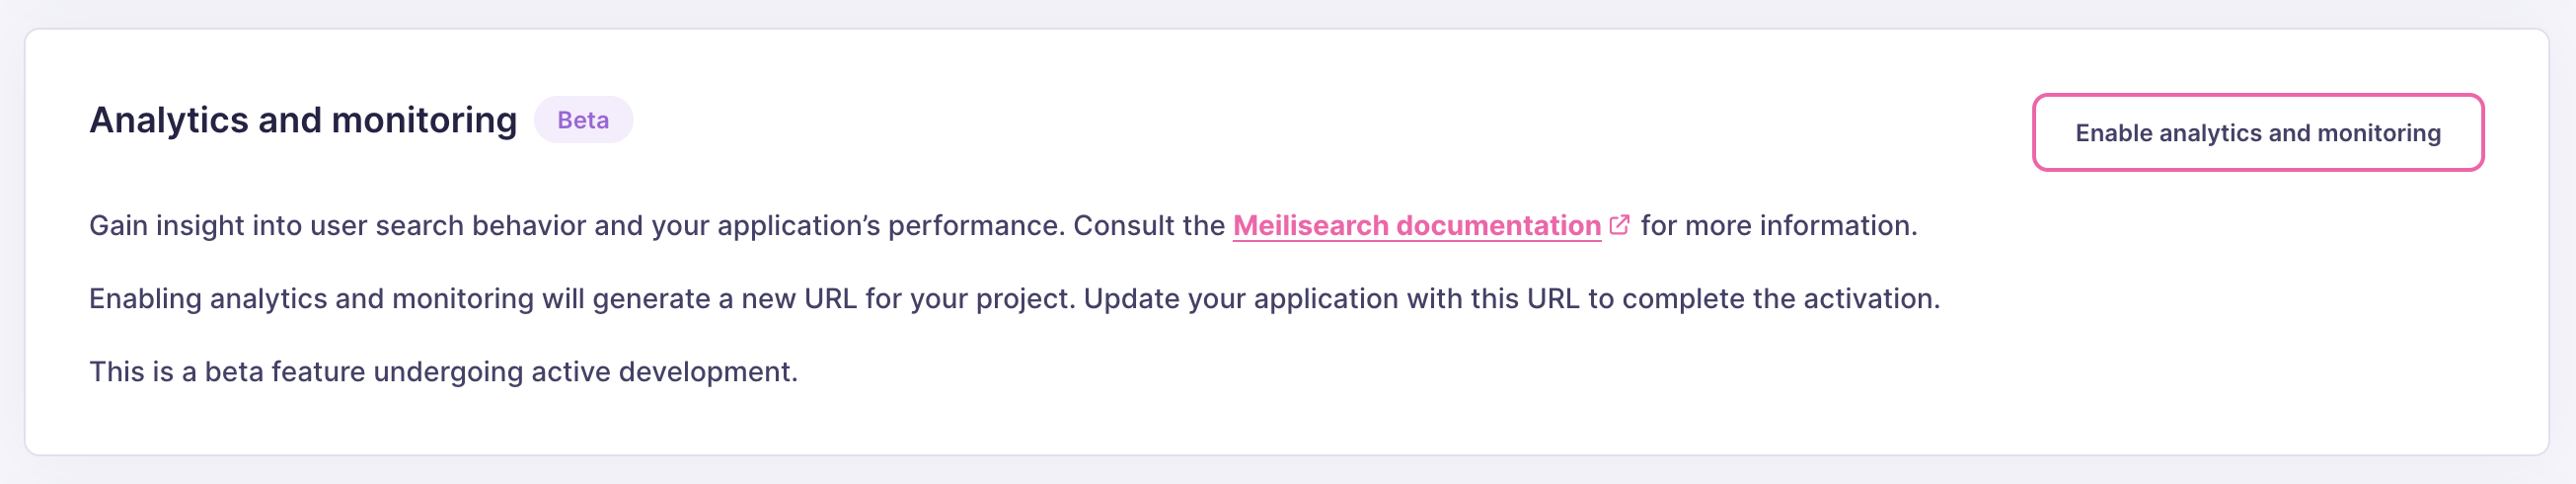 Analytics and monitoring Beta
Enable analytics and monitoring
Gain insight into user search behavior and your application’s performance. Consult the Meilisearch documentation for more information.
Enabling analytics and monitoring will generate a new URL for your project. Update your application with this URL to complete the activation.
This is a beta feature undergoing active development.